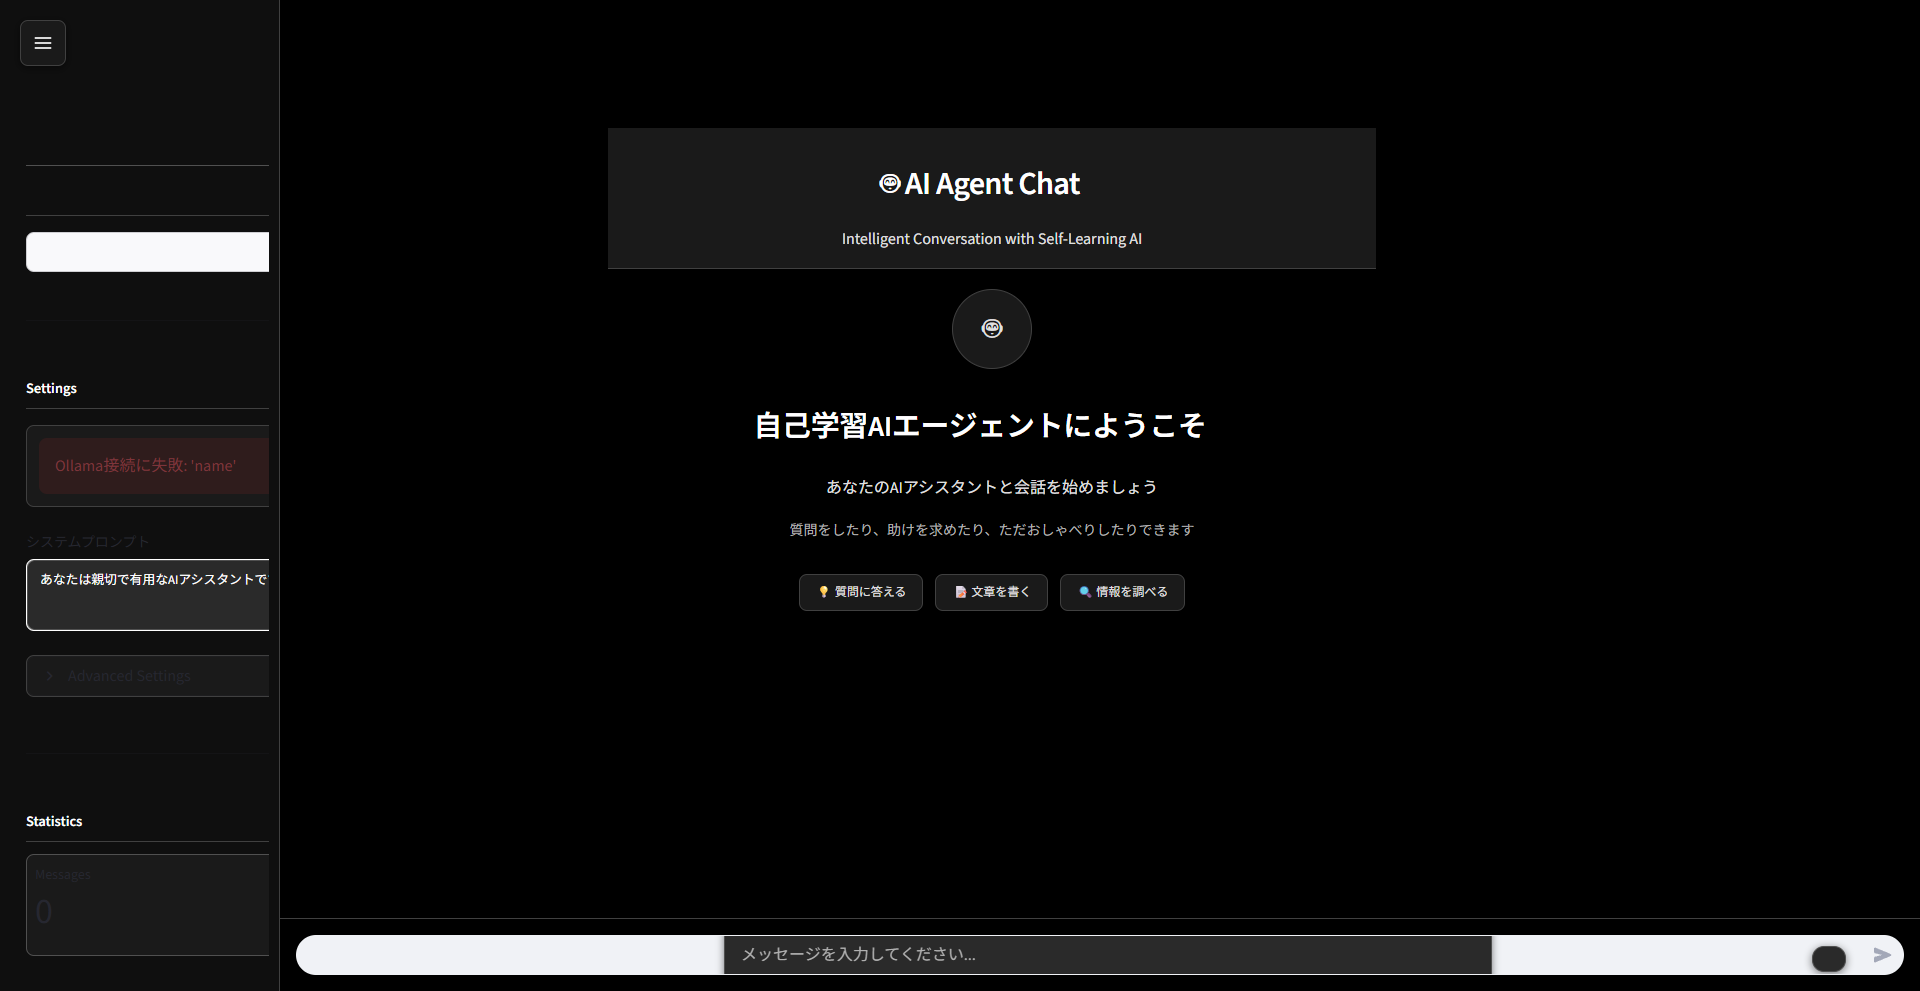 AI Agent Chat
Intelligent Conversation with Self-Learning AI
自己学習AIエージェントにようこそ
あなたのAIアシスタントと会話を始めましょう
質問をしたり、助けを求めたり、ただおしゃべりしたりできます
質問に答える
文章を書く
情報を調べる
Settings
Ollama接続に失敗: 'name'
システムプロンプト
あなたは親切で有用なAIアシスタントで
Advanced Settings
Statistics
Messages
0
メッセージを入力してください...